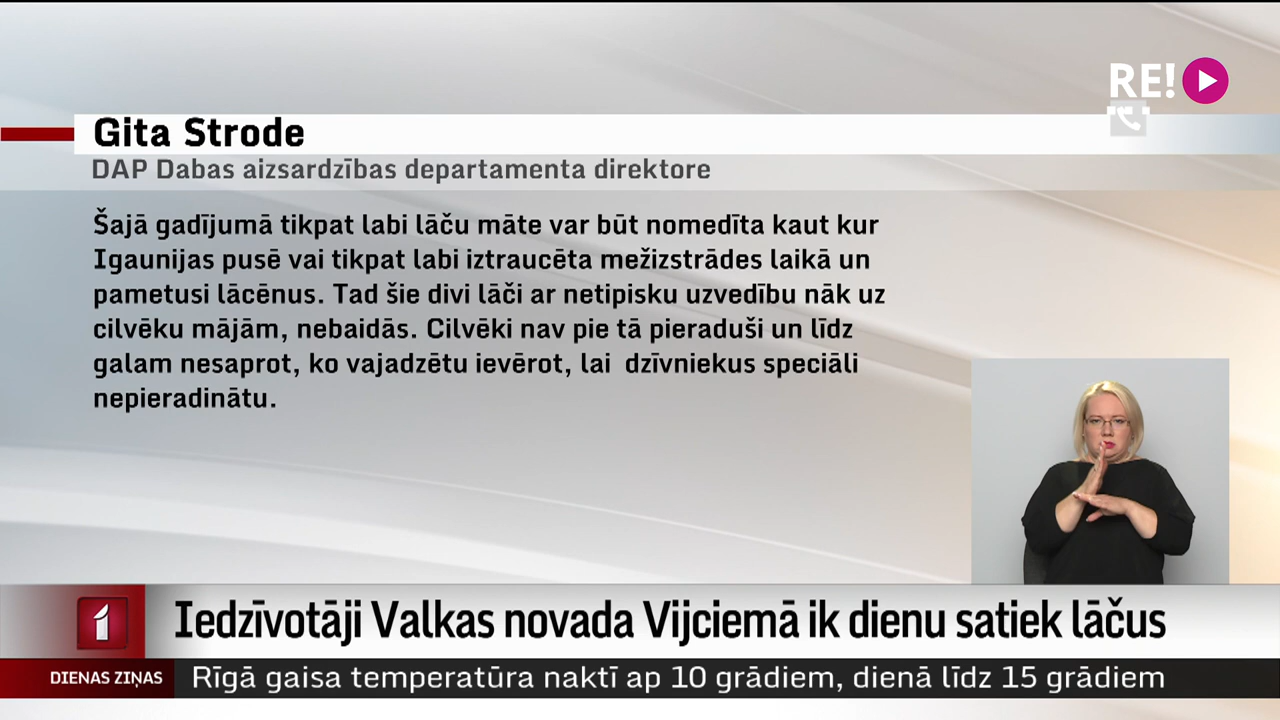 RE!
Gita Strode
DAP Dabas aizsardzības departamenta direktore
Šajā gadījumā tikpat labi lāču māte var būt nomedīta kaut kur
Igaunijas pusē vai tikpat labi iztraucēta mežizstrādes laikā un
pametusi lācēnus. Tad šie divi lāči ar netipisku uzvedību nāk uz
cilvēku mājām, nebaidās. Cilvēki nav pie tā pieraduši un līdz
galam nesaprot, ko vajadzētu ievērot, lai  dzīvniekus speciāli
nepieradinātu.
1
Iedzīvotāji Valkas novada Vijciemā ik dienu satiek lāčus
DIENAS ZIŅAS
Rīgā gaisa temperatūra naktī ap 10 grādiem, dienā līdz 15 grādiem